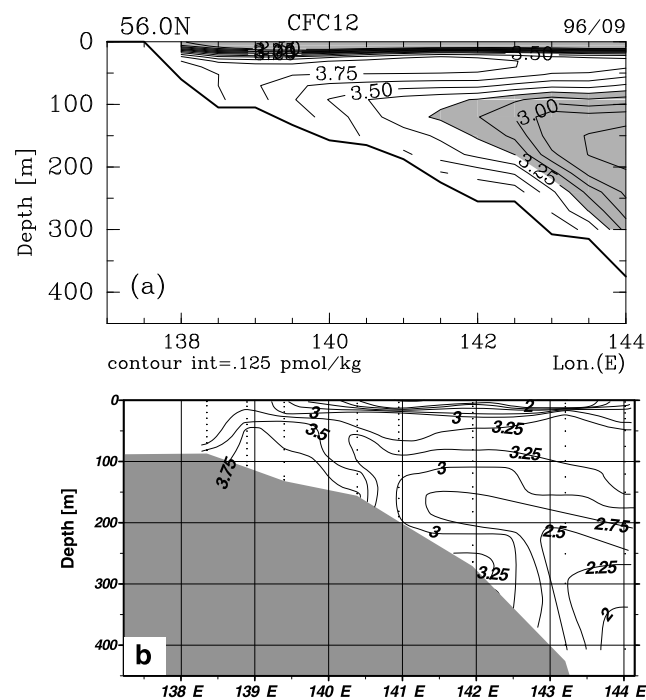 56.0N CFC12 96/09
0
100
200
300
400
Depth [m]
3.50
3.75
3.50
3.00
3.25
(a)
138 140 142 144
contour int=.125 pmol/kg Lon.(E)
0
100
200
300
400
Depth [m]
3 3 2
3.5 3.25
3.25
3.75 3
2.75
3 2.5
3.25 2.25
2
b
138 E 139 E 140 E 141 E 142 E 143 E 144 E